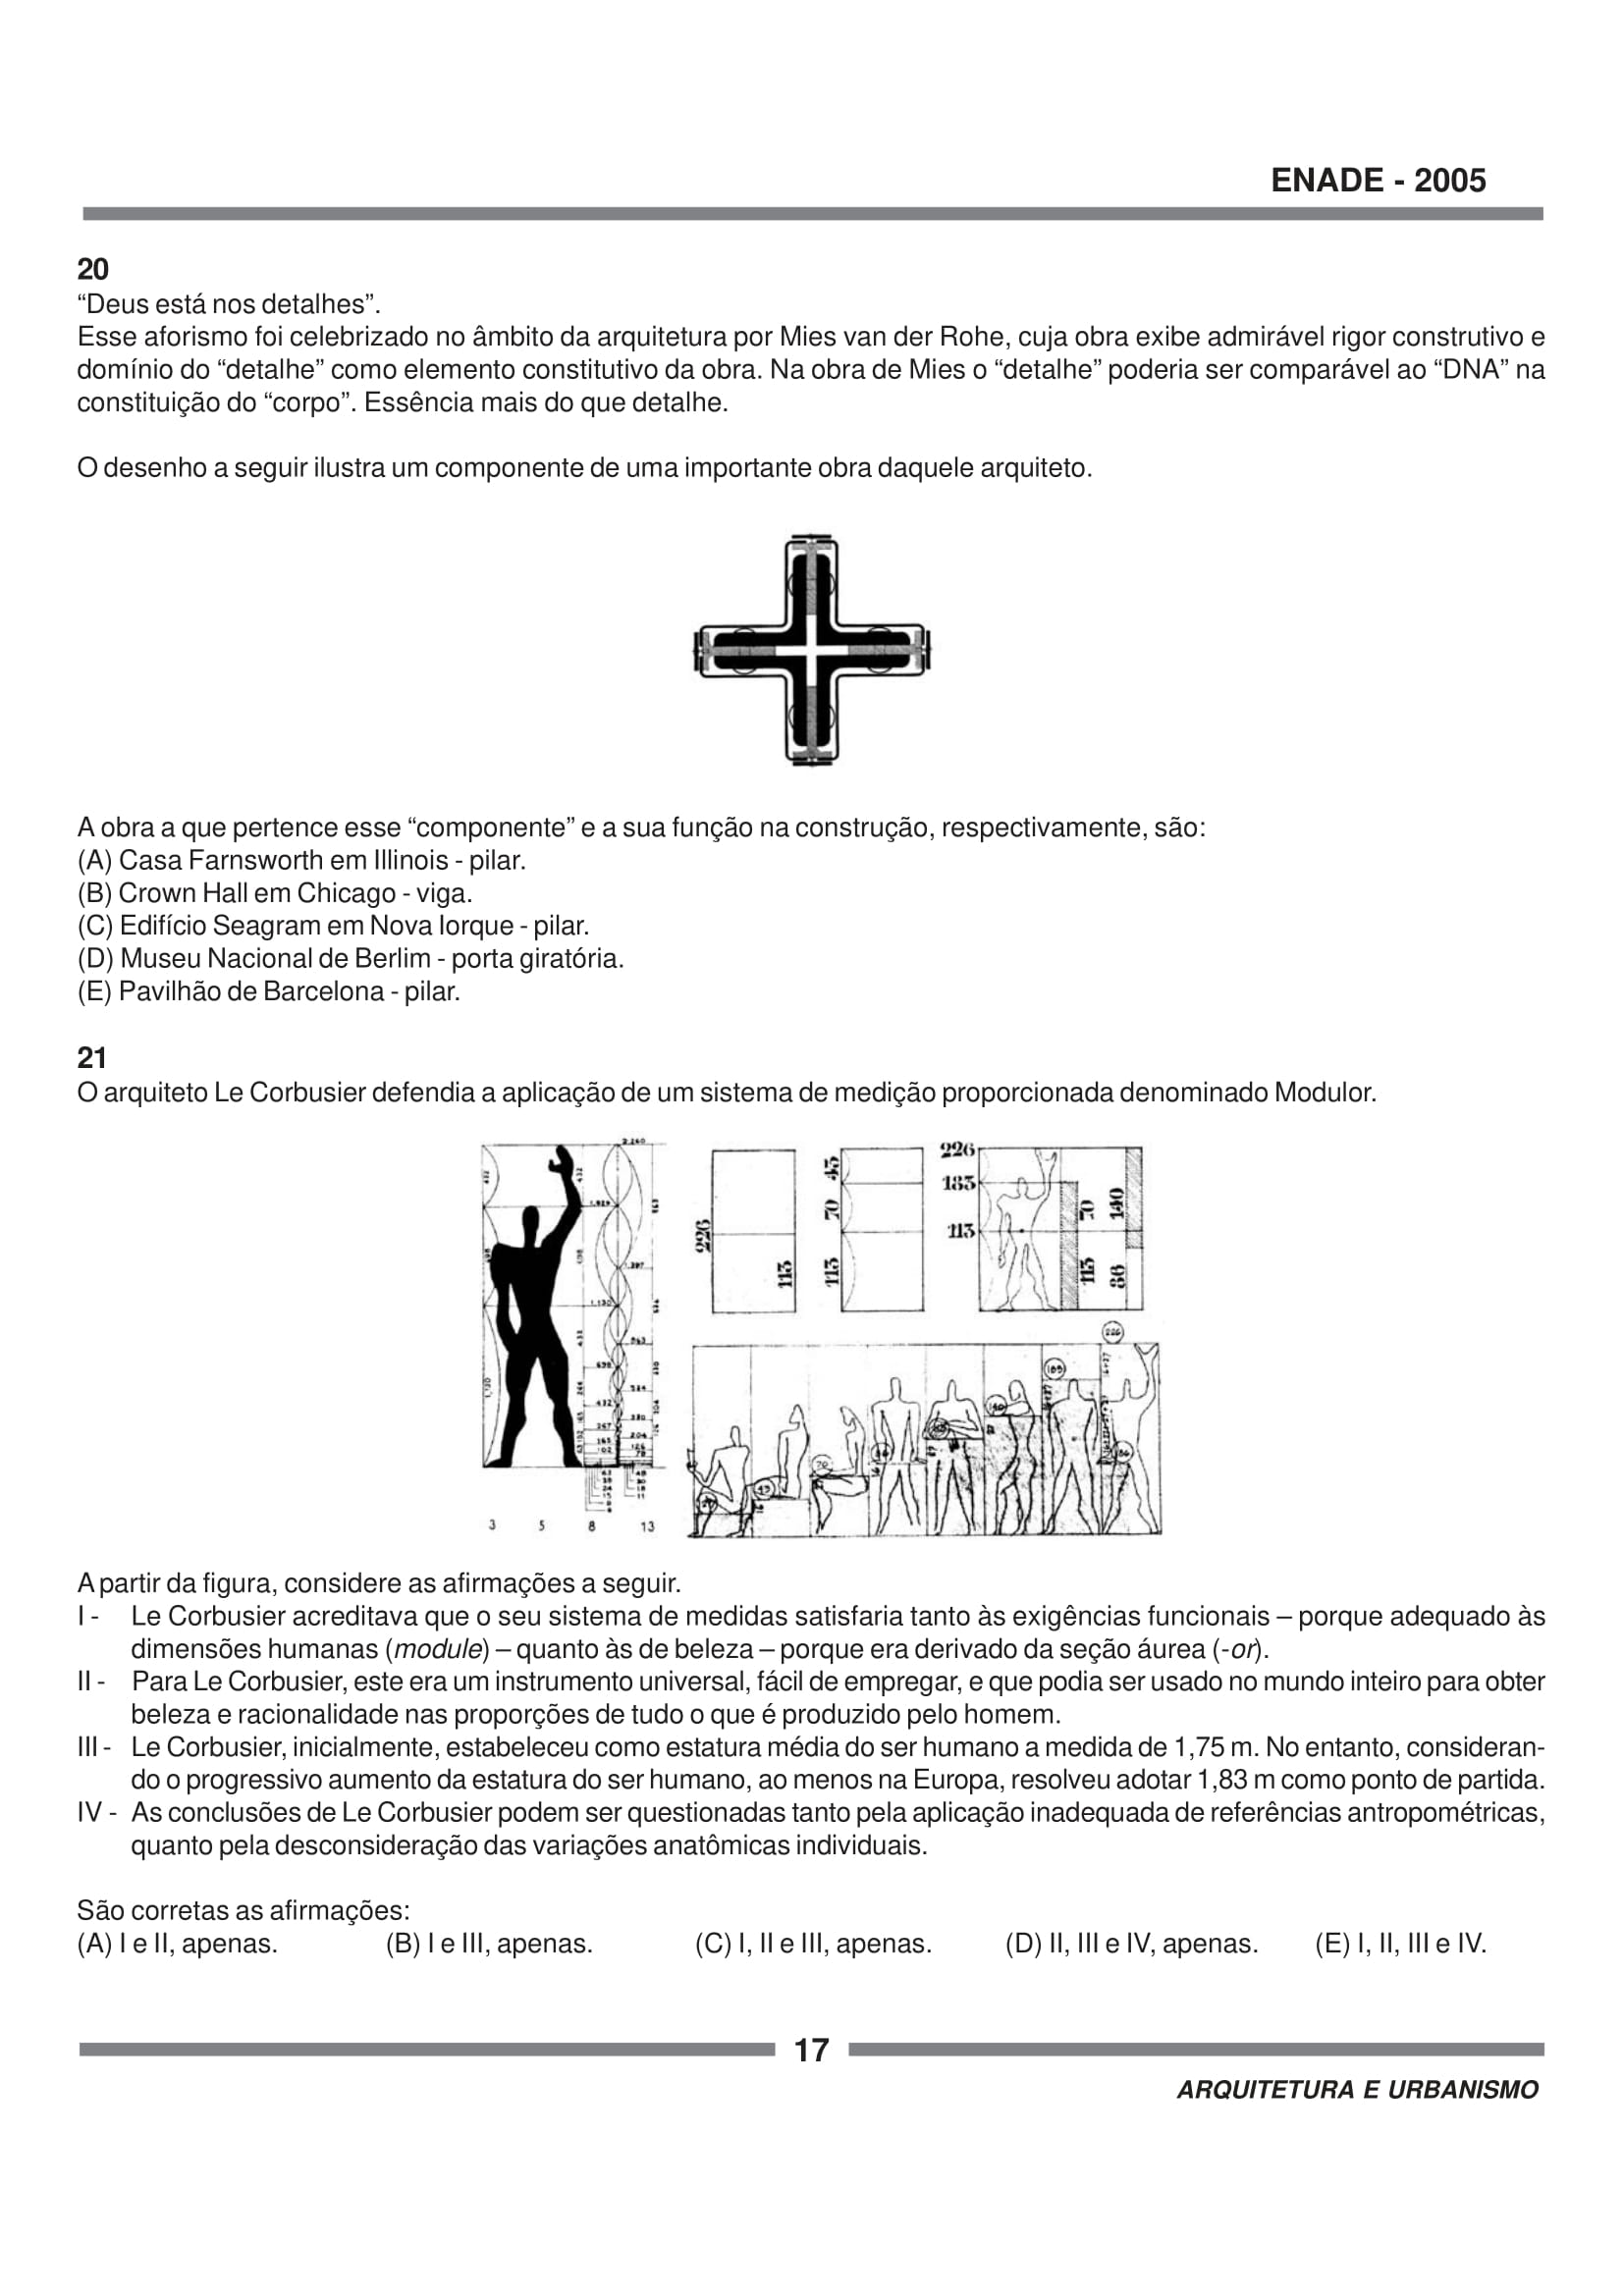 ENADE - 2005
20
“Deus está nos detalhes”.
Esse aforismo foi celebrizado no âmbito da arquitetura por Mies van der Rohe, cuja obra exibe admirável rigor construtivo e
domínio do “detalhe” como elemento constitutivo da obra. Na obra de Mies o “detalhe” poderia ser comparável ao “DNA” na
constituição do “corpo”. Essência mais do que detalhe.
O desenho a seguir ilustra um componente de uma importante obra daquele arquiteto.
A obra a que pertence esse “componente” e a sua função na construção, respectivamente, são:
(A) Casa Farnsworth em Illinois - pilar.
(B) Crown Hall em Chicago - viga.
(C) Edifício Seagram em Nova Iorque - pilar.
(D) Museu Nacional de Berlim - porta giratória.
(E) Pavilhão de Barcelona - pilar.
21
O arquiteto Le Corbusier defendia a aplicação de um sistema de medição proporcionada denominado Modulor.
226
113
43
70
113
226
183
113
70
113
140
86
3 5 8 13
A partir da figura, considere as afirmações a seguir.
I - Le Corbusier acreditava que o seu sistema de medidas satisfaria tanto às exigências funcionais – porque adequado às
dimensões humanas (module) – quanto às de beleza – porque era derivado da seção áurea (-or).
II - Para Le Corbusier, este era um instrumento universal, fácil de empregar, e que podia ser usado no mundo inteiro para obter
beleza e racionalidade nas proporções de tudo o que é produzido pelo homem.
III - Le Corbusier, inicialmente, estabeleceu como estatura média do ser humano a medida de 1,75 m. No entanto, consideran-
do o progressivo aumento da estatura do ser humano, ao menos na Europa, resolveu adotar 1,83 m como ponto de partida.
IV - As conclusões de Le Corbusier podem ser questionadas tanto pela aplicação inadequada de referências antropométricas,
quanto pela desconsideração das variações anatômicas individuais.
São corretas as afirmações:
(A) I e II, apenas. (B) I e III, apenas. (C) I, II e III, apenas. (D) II, III e IV, apenas. (E) I, II, III e IV.
17
ARQUITETURA E URBANISMO